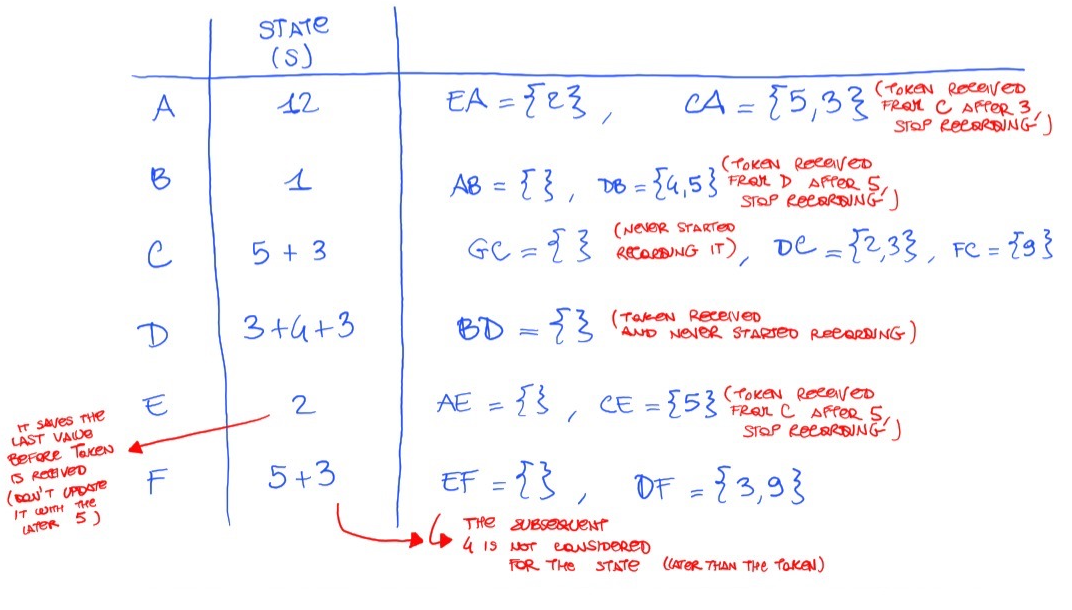 STATE
(S)
A 12 EA = {2}, CA = {5,3} (TOKEN RECEIVED
FROM C AFTER 3,
STOP RECORDING)
B 1 AB = { }, DB = {4,5} (TOKEN RECEIVED
FROM D AFTER 5,
STOP RECORDING)
C 5 + 3 GC = { } (NEVER STARTED
RECORDING IT), DC = {2,3}, FC = {9}
D 3+4+3 BD = { } (TOKEN RECEIVED
AND NEVER STARTED RECORDING)
E 2 AE = { }, CE = {5} (TOKEN RECEIVED
FROM C AFTER 5,
STOP RECORDING)
IT SAVES THE
LAST VALUE
BEFORE TOKEN
IS RECEIVED
(DON'T UPDATE
IT WITH THE
LATER 5)
F 5+3 EF = { }, DF = {3,9}
THE SUBSEQUENT
4 IS NOT CONSIDERED
FOR THE STATE (LATER THAN THE TOKEN)